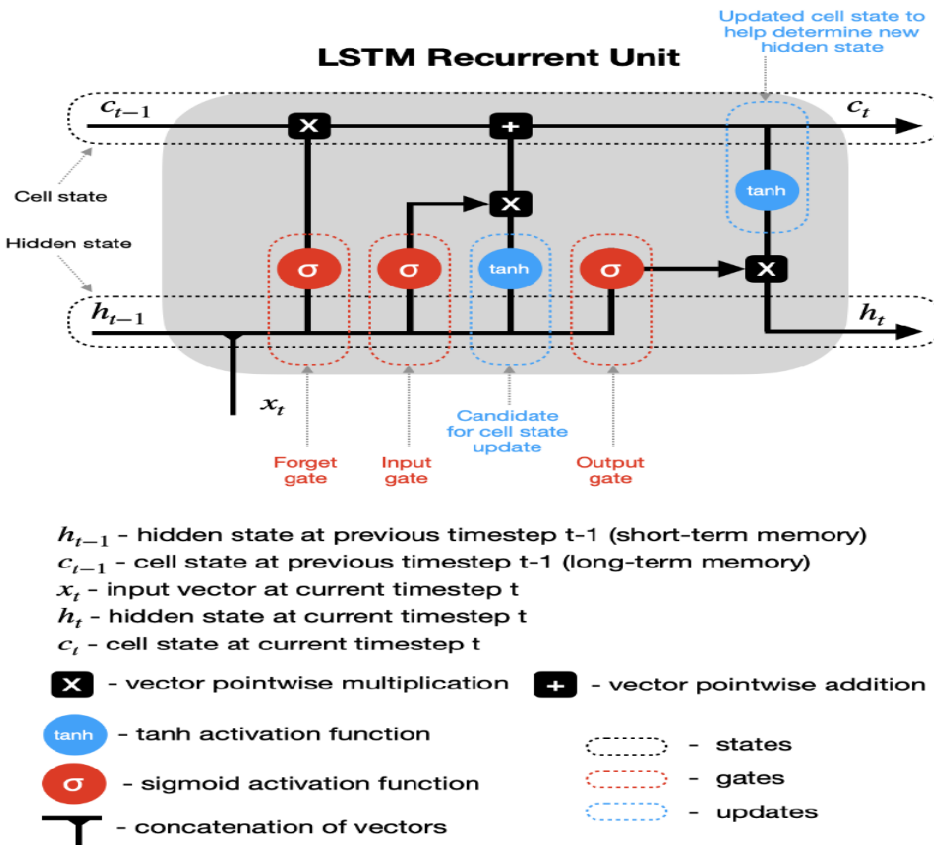 Updated cell state to
help determine new
hidden state
LSTM Recurrent Unit
c_{t-1}
c_t
x
+
Cell state
tanh
x
Hidden state
σ
σ
tanh
σ
x
h_{t-1}
h_t
x_t
Candidate
for cell state
update
Forget
gate
Input
gate
Output
gate
h_{t-1} - hidden state at previous timestep t-1 (short-term memory)
c_{t-1} - cell state at previous timestep t-1 (long-term memory)
x_t - input vector at current timestep t
h_t - hidden state at current timestep t
c_t - cell state at current timestep t
x - vector pointwise multiplication
+ - vector pointwise addition
tanh - tanh activation function
- states
σ - sigmoid activation function
- gates
- updates
- concatenation of vectors